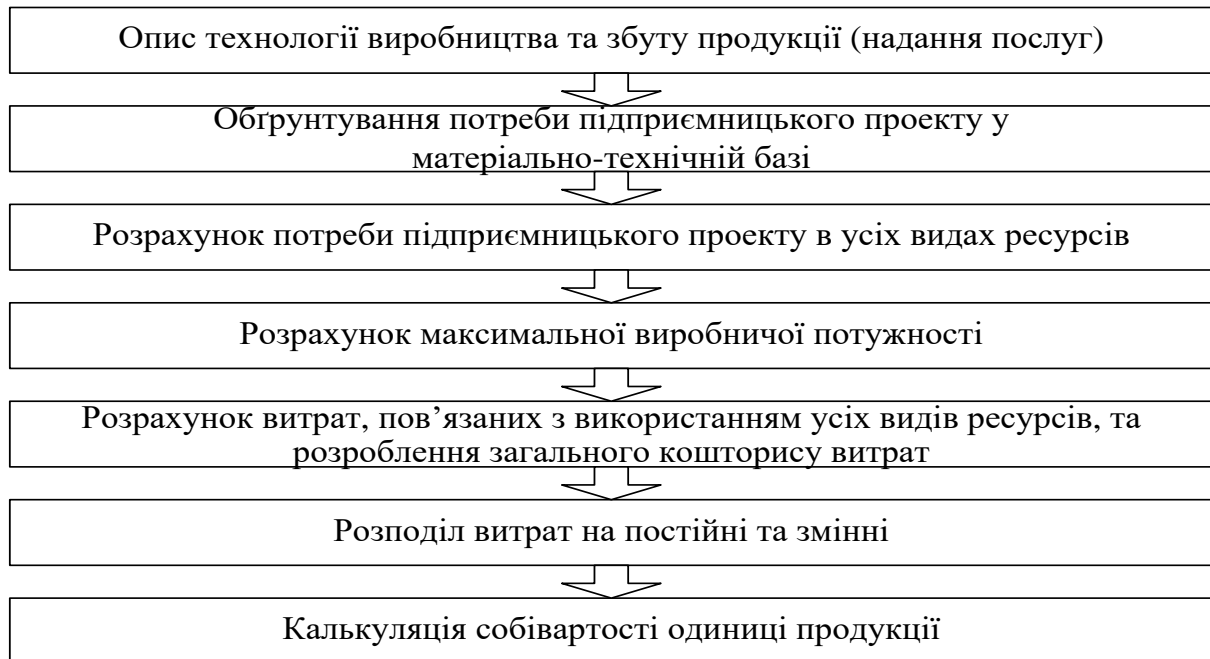 Опис технології виробництва та збуту продукції (надання послуг)
Обґрунтування потреби підприємницького проекту у
матеріально-технічній базі
Розрахунок потреби підприємницького проекту в усіх видах ресурсів
Розрахунок максимальної виробничої потужності
Розрахунок витрат, пов’язаних з використанням усіх видів ресурсів, та
розроблення загального кошторису витрат
Розподіл витрат на постійні та змінні
Калькуляція собівартості одиниці продукції